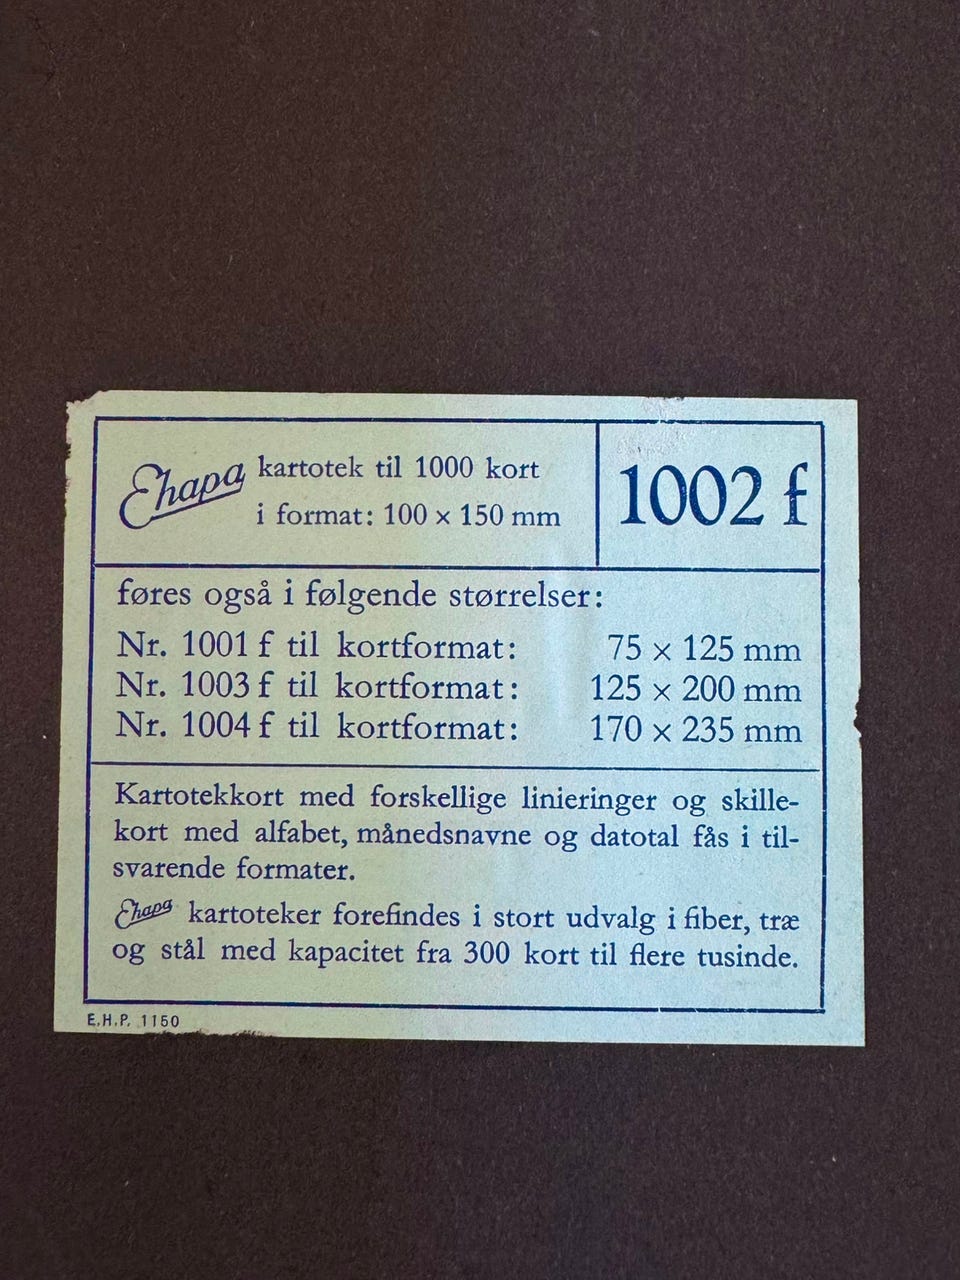 Ehapa kartotek til 1000 kort
i format: 100 × 150 mm
1002 f
føres også i følgende størrelser:
Nr. 1001 f til kortformat: 75 × 125 mm
Nr. 1003 f til kortformat: 125 × 200 mm
Nr. 1004 f til kortformat: 170 × 235 mm
Kartotekkort med forskellige linieringer og skille-
kort med alfabet, månedsnavne og datotal fås i til-
svarende formater.
Ehapa kartoteker forefindes i stort udvalg i fiber, træ
og stål med kapacitet fra 300 kort til flere tusinde.
E.H.P. 1150